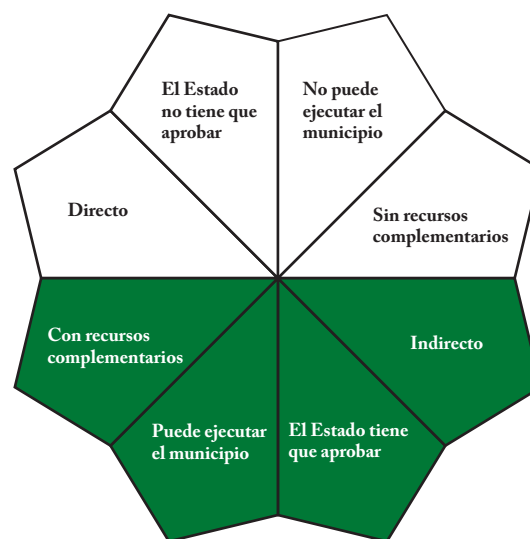 El Estado
no tiene que
aprobar
No puede
ejecutar el
municipio
Directo
Sin recursos
complementarios
Con recursos
complementarios
Indirecto
Puede ejecutar
el municipio
El Estado tiene
que aprobar